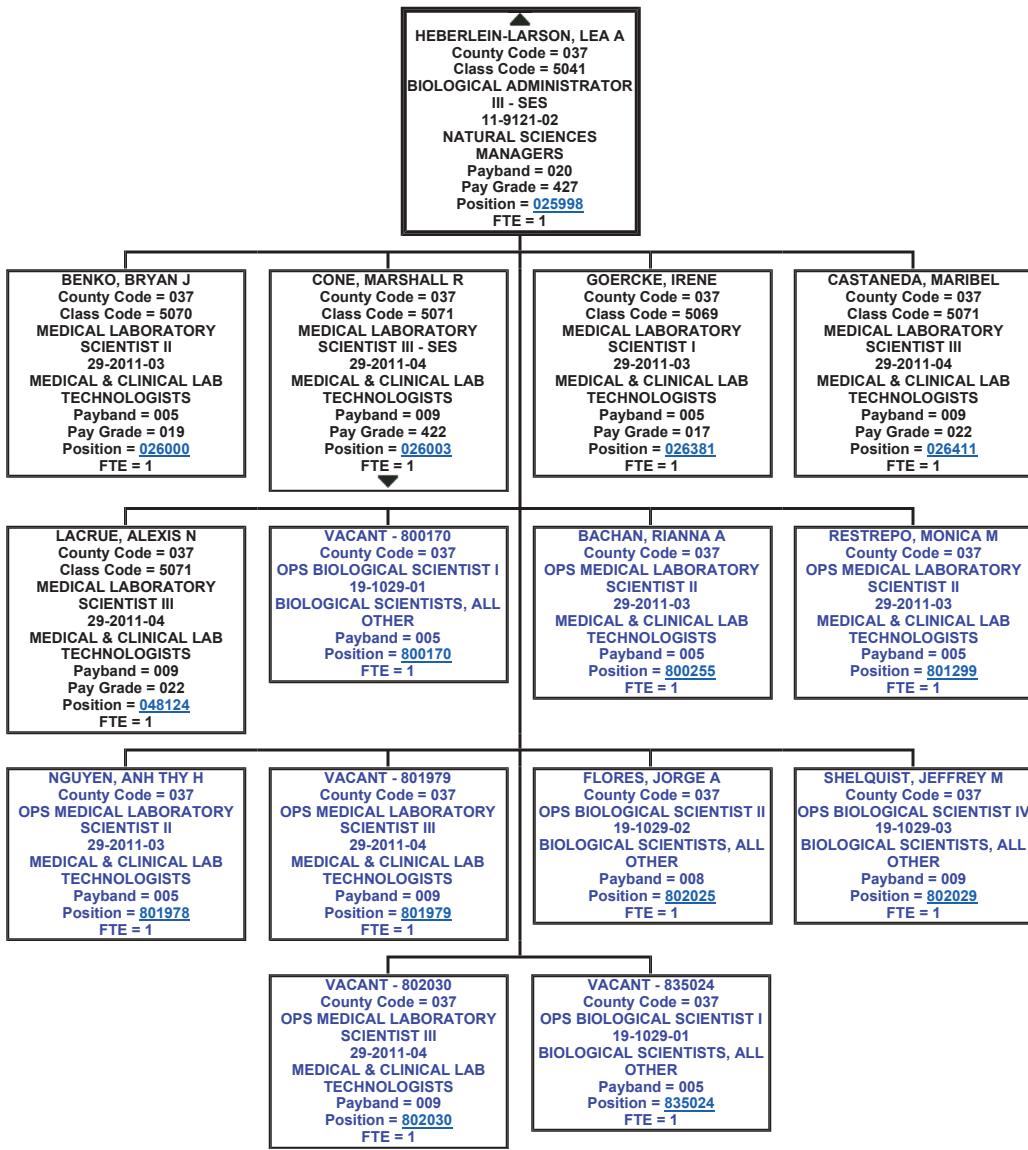 HEBERLEIN-LARSON, LEA A
County Code = 037
Class Code = 5041
BIOLOGICAL ADMINISTRATOR
III - SES
11-9121-02
NATURAL SCIENCES
MANAGERS
Payband = 020
Pay Grade = 427
Position = 025998
FTE = 1
BENKO, BRYAN J
County Code = 037
Class Code = 5070
MEDICAL LABORATORY
SCIENTIST II
29-2011-03
MEDICAL & CLINICAL LAB
TECHNOLOGISTS
Payband = 005
Pay Grade = 019
Position = 026000
FTE = 1
CONE, MARSHALL R
County Code = 037
Class Code = 5071
MEDICAL LABORATORY
SCIENTIST III - SES
29-2011-04
MEDICAL & CLINICAL LAB
TECHNOLOGISTS
Payband = 009
Pay Grade = 422
Position = 026003
FTE = 1
GOERCKE, IRENE
County Code = 037
Class Code = 5069
MEDICAL LABORATORY
SCIENTIST I
29-2011-03
MEDICAL & CLINICAL LAB
TECHNOLOGISTS
Payband = 005
Pay Grade = 017
Position = 026381
FTE = 1
CASTANEDA, MARIBEL
County Code = 037
Class Code = 5071
MEDICAL LABORATORY
SCIENTIST III
29-2011-04
MEDICAL & CLINICAL LAB
TECHNOLOGISTS
Payband = 009
Pay Grade = 022
Position = 026411
FTE = 1
LACRUE, ALEXIS N
County Code = 037
Class Code = 5071
MEDICAL LABORATORY
SCIENTIST III
29-2011-04
MEDICAL & CLINICAL LAB
TECHNOLOGISTS
Payband = 009
Pay Grade = 022
Position = 048124
FTE = 1
VACANT - 800170
County Code = 037
OPS BIOLOGICAL SCIENTIST I
19-1029-01
BIOLOGICAL SCIENTISTS, ALL
OTHER
Payband = 005
Position = 800170
FTE = 1
BACHAN, RIANNA A
County Code = 037
OPS MEDICAL LABORATORY
SCIENTIST II
29-2011-03
MEDICAL & CLINICAL LAB
TECHNOLOGISTS
Payband = 005
Position = 800255
FTE = 1
RESTREPO, MONICA M
County Code = 037
OPS MEDICAL LABORATORY
SCIENTIST II
29-2011-03
MEDICAL & CLINICAL LAB
TECHNOLOGISTS
Payband = 005
Position = 801299
FTE = 1
NGUYEN, ANH THY H
County Code = 037
OPS MEDICAL LABORATORY
SCIENTIST II
29-2011-03
MEDICAL & CLINICAL LAB
TECHNOLOGISTS
Payband = 005
Position = 801978
FTE = 1
VACANT - 801979
County Code = 037
OPS MEDICAL LABORATORY
SCIENTIST III
29-2011-04
MEDICAL & CLINICAL LAB
TECHNOLOGISTS
Payband = 009
Position = 801979
FTE = 1
FLORES, JORGE A
County Code = 037
OPS BIOLOGICAL SCIENTIST II
19-1029-02
BIOLOGICAL SCIENTISTS, ALL
OTHER
Payband = 008
Position = 802025
FTE = 1
SHELQUIST, JEFFREY M
County Code = 037
OPS BIOLOGICAL SCIENTIST IV
19-1029-03
BIOLOGICAL SCIENTISTS, ALL
OTHER
Payband = 009
Position = 802029
FTE = 1
VACANT - 802030
County Code = 037
OPS MEDICAL LABORATORY
SCIENTIST III
29-2011-04
MEDICAL & CLINICAL LAB
TECHNOLOGISTS
Payband = 009
Position = 802030
FTE = 1
VACANT - 835024
County Code = 037
OPS BIOLOGICAL SCIENTIST I
19-1029-01
BIOLOGICAL SCIENTISTS, ALL
OTHER
Payband = 005
Position = 835024
FTE = 1